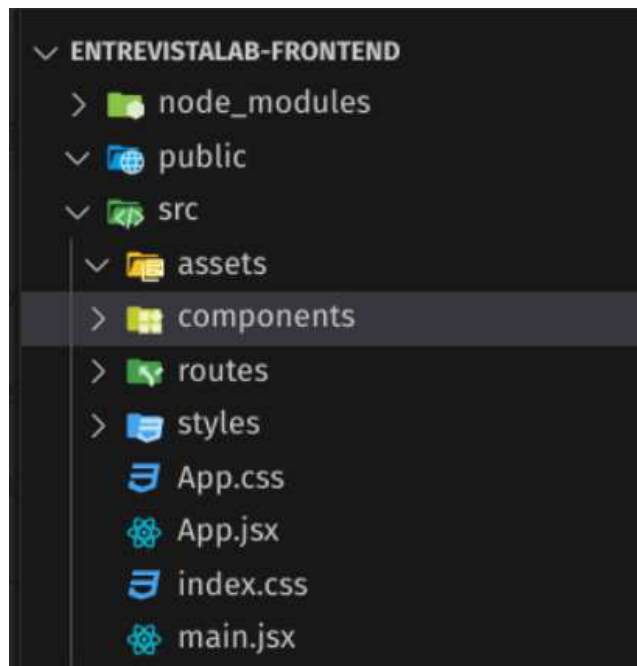 ENTREVISTALAB-FRONTEND
node_modules
public
src
assets
components
routes
styles
App.css
App.jsx
index.css
main.jsx